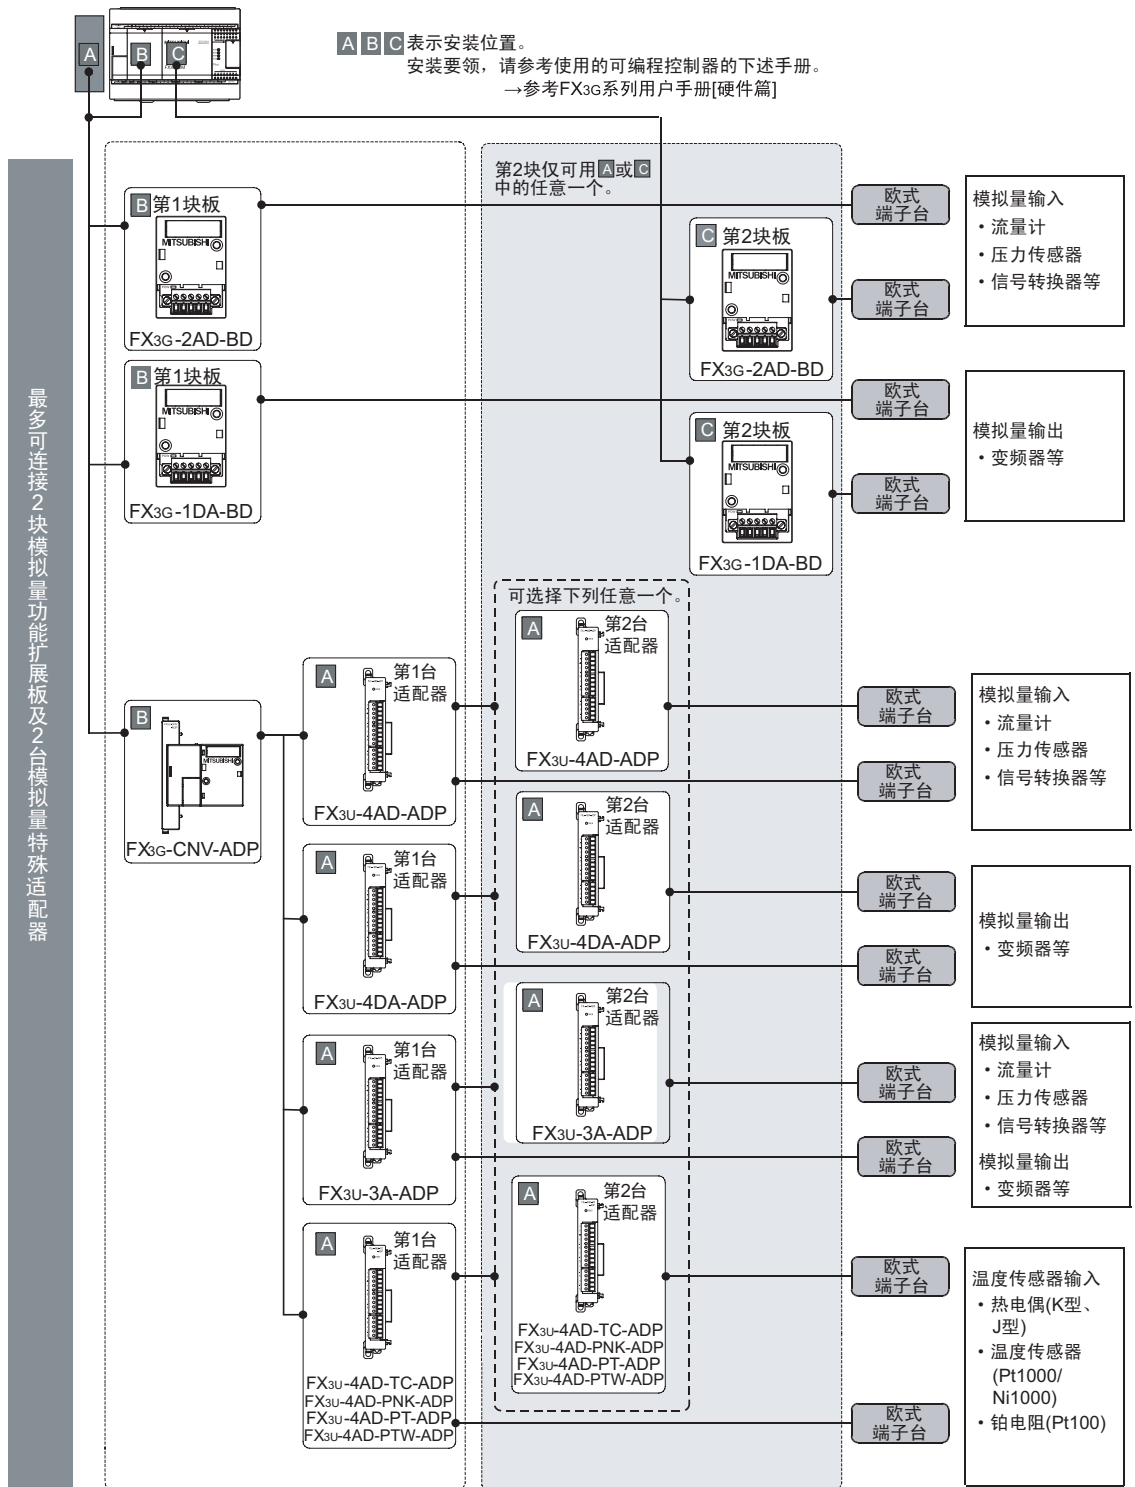 A B C
A B C 表示安装位置。
安装要领，请参考使用的可编程控制器的下述手册。
→参考FX3G系列用户手册[硬件篇]
最多可连接2块模拟量功能扩展板及2台模拟量特殊适配器
第2块仅可用A或C
中的任意一个。
B 第1块板
MITSUBISHI
FX3G-2AD-BD
C 第2块板
MITSUBISHI
FX3G-2AD-BD
欧式
端子台
欧式
端子台
模拟量输入
・流量计
・压力传感器
・信号转换器等
B 第1块板
MITSUBISHI
FX3G-1DA-BD
C 第2块板
MITSUBISHI
FX3G-1DA-BD
欧式
端子台
欧式
端子台
模拟量输出
・变频器等
可选择下列任意一个。
B
MITSUBISHI
FX3G-CNV-ADP
A 第1台
适配器
FX3U-4AD-ADP
A 第2台
适配器
FX3U-4AD-ADP
欧式
端子台
欧式
端子台
模拟量输入
・流量计
・压力传感器
・信号转换器等
A 第1台
适配器
FX3U-4DA-ADP
A 第2台
适配器
FX3U-4DA-ADP
欧式
端子台
欧式
端子台
模拟量输出
・变频器等
A 第1台
适配器
FX3U-3A-ADP
A 第2台
适配器
FX3U-3A-ADP
欧式
端子台
欧式
端子台
模拟量输入
・流量计
・压力传感器
・信号转换器等
模拟量输出
・变频器等
A 第1台
适配器
FX3U-4AD-TC-ADP
FX3U-4AD-PNK-ADP
FX3U-4AD-PT-ADP
FX3U-4AD-PTW-ADP
A 第2台
适配器
FX3U-4AD-TC-ADP
FX3U-4AD-PNK-ADP
FX3U-4AD-PT-ADP
FX3U-4AD-PTW-ADP
欧式
端子台
欧式
端子台
温度传感器输入
・热电偶(K型、
J型)
・温度传感器
(Pt1000/
Ni1000)
・铂电阻(Pt100)